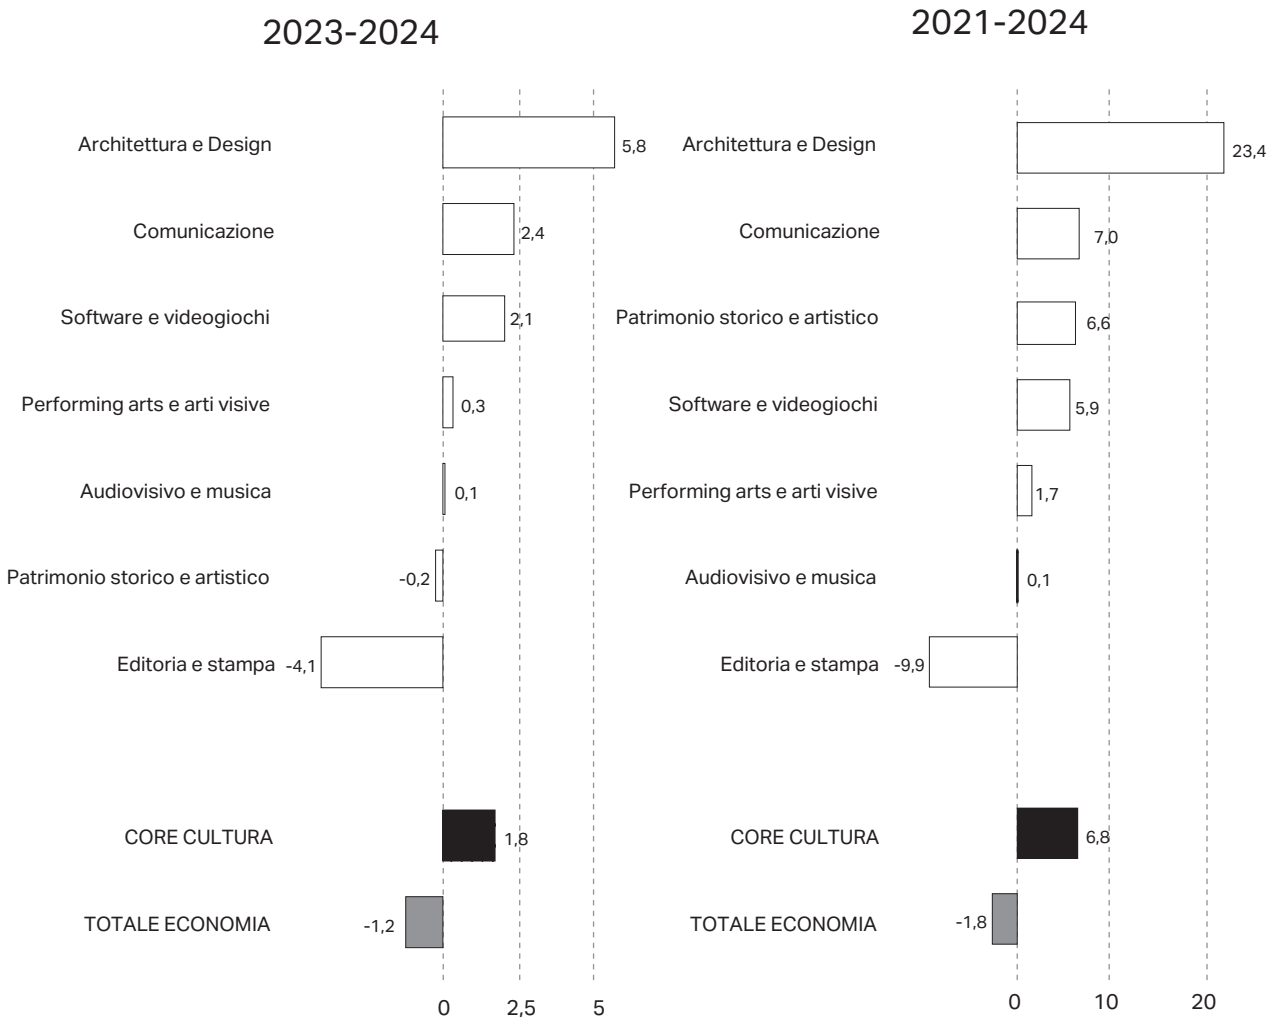 2023-2024
Architettura e Design 5,8
Comunicazione 2,4
Software e videogiochi 2,1
Performing arts e arti visive 0,3
Audiovisivo e musica 0,1
Patrimonio storico e artistico -0,2
Editoria e stampa -4,1
CORE CULTURA 1,8
TOTALE ECONOMIA -1,2
0 2,5 5
2021-2024
Architettura e Design 23,4
Comunicazione 7,0
Patrimonio storico e artistico 6,6
Software e videogiochi 5,9
Performing arts e arti visive 1,7
Audiovisivo e musica 0,1
Editoria e stampa -9,9
CORE CULTURA 6,8
TOTALE ECONOMIA -1,8
0 10 20